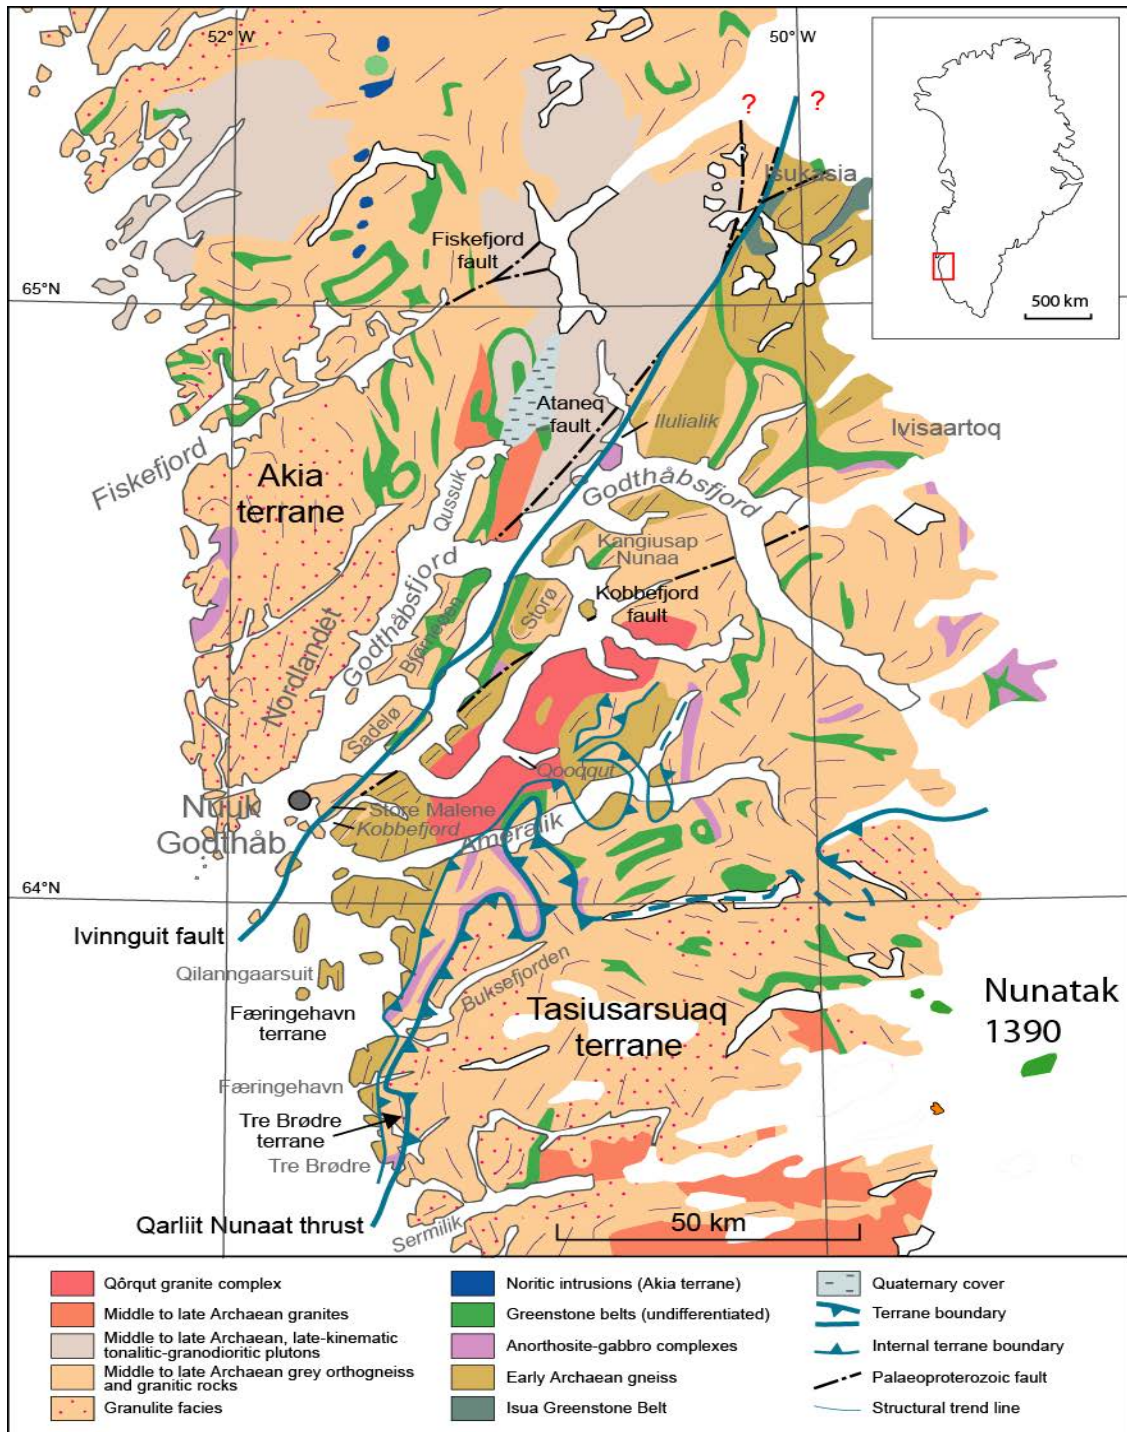 52° W
50° W
?
?
Isukasia
500 km
Fiskefjord
fault
65°N
Ataneq
fault
Ilulialik
Ivisaartoq
Fiskefjord
Akia
terrane
Qussuk
Godthåbsfjord
Kangiusap
Nunaa
Godthåbsfjord
Bjørnesen
Storø
Kobbefjord
fault
Nordlandet
Sadelø
Qooqqut
Nuuk
Godthåb
Store Malene
Kobbefjord
Ameralik
64°N
Ivinnguit fault
Qilanngaarsuit
Buksefjorden
Færingehavn
terrane
Tasiusarsuaq
terrane
Nunatak
1390
Færingehavn
Tre Brødre
terrane
Tre Brødre
Qarliit Nunaat thrust
Sermilik
50 km
Qôrqut granite complex
Middle to late Archaean granites
Middle to late Archaean, late-kinematic
tonalitic-granodioritic plutons
Middle to late Archaean grey orthogneiss
and granitic rocks
Granulite facies
Noritic intrusions (Akia terrane)
Greenstone belts (undifferentiated)
Anorthosite-gabbro complexes
Early Archaean gneiss
Isua Greenstone Belt
Quaternary cover
Terrane boundary
Internal terrane boundary
Palaeoproterozoic fault
Structural trend line